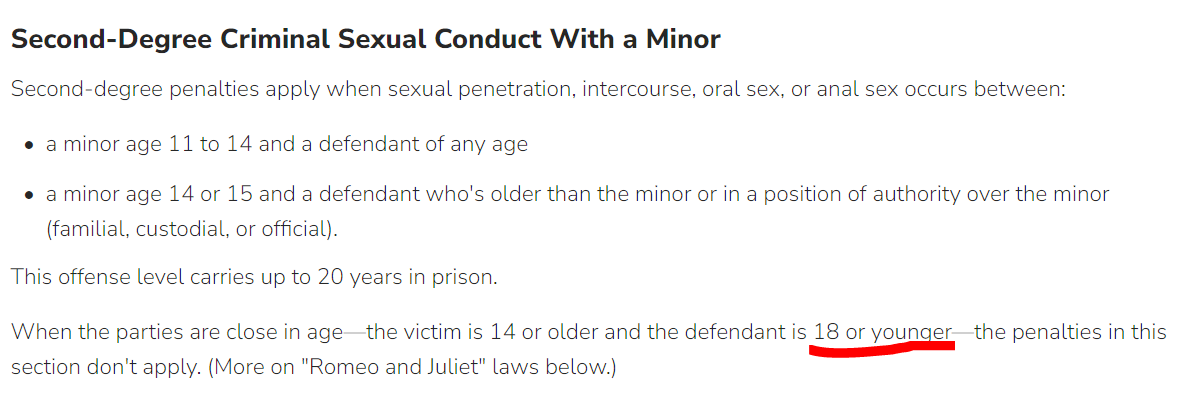 Second-Degree Criminal Sexual Conduct With a Minor
Second-degree penalties apply when sexual penetration, intercourse, oral sex, or anal sex occurs between:
• a minor age 11 to 14 and a defendant of any age
• a minor age 14 or 15 and a defendant who's older than the minor or in a position of authority over the minor
(familial, custodial, or official).
This offense level carries up to 20 years in prison.
When the parties are close in age—the victim is 14 or older and the defendant is 18 or younger—the penalties in this
section don't apply. (More on "Romeo and Juliet" laws below.)